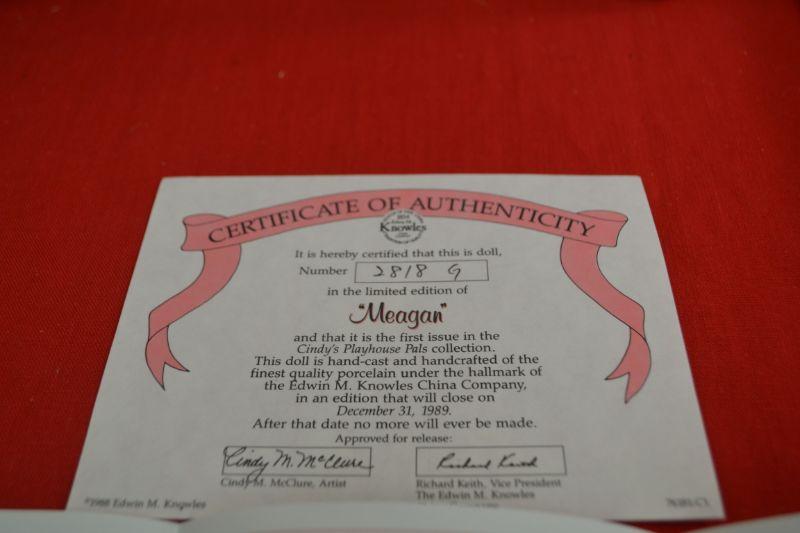 CERTIFICATE OF AUTHENTICITY
Knowles
It is hereby certified that this is doll,
Number 2818 G
in the limited edition of
"Meagan"
and that it is the first issue in the
Cindy's Playhouse Pals collection.
This doll is hand-cast and handcrafted of the
finest quality porcelain under the hallmark of
the Edwin M. Knowles China Company,
in an edition that will close on
December 31, 1989.
After that date no more will ever be made.
Approved for release:
Cindy M. McClure Richard Keith
Cindy M. McClure, Artist Richard Keith, Vice President
©1988 Edwin M. Knowles The Edwin M. Knowles